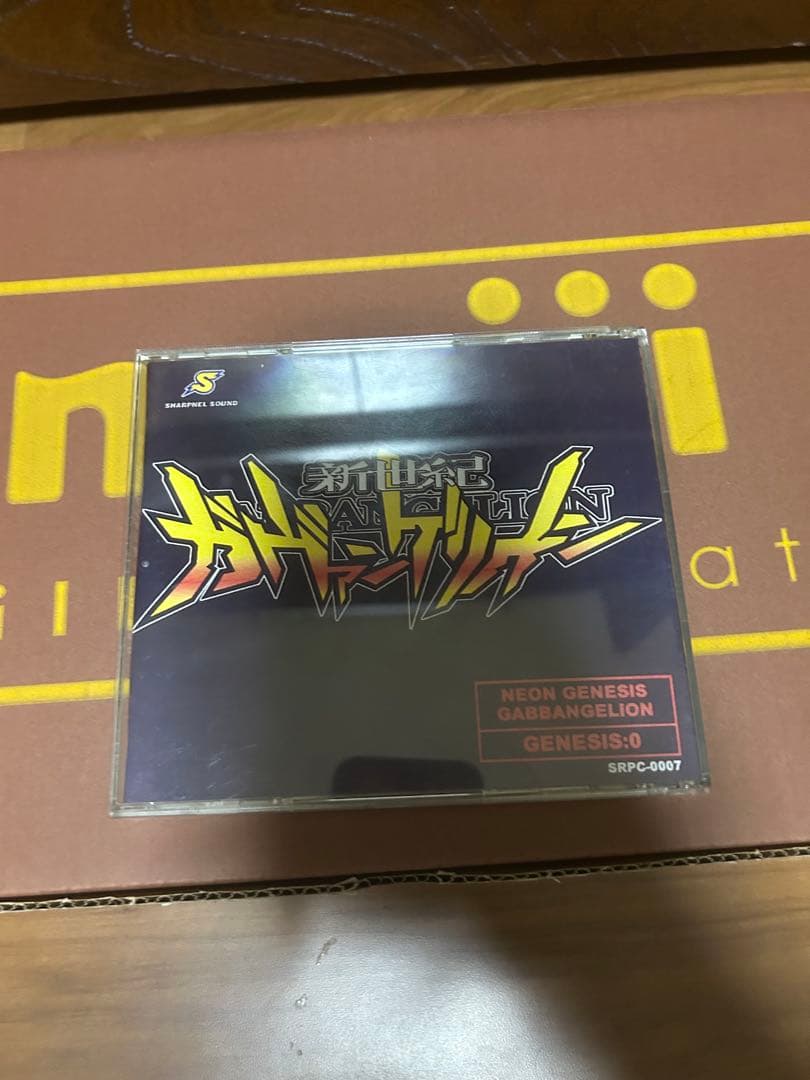 SHARPNEL SOUND
新世紀
ガバァンゲリオン
NEON GENESIS
GABBANGELiON
GENESIS:0
SRPC-0007